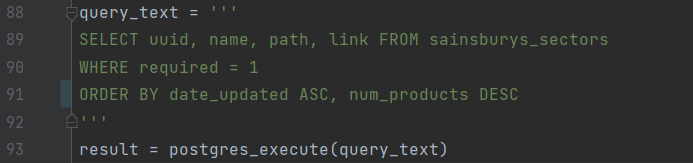 88 query_text = '''
89 SELECT uuid, name, path, link FROM sainsburys_sectors
90 WHERE required = 1
91 ORDER BY date_updated ASC, num_products DESC
92 '''
93 result = postgres_execute(query_text)